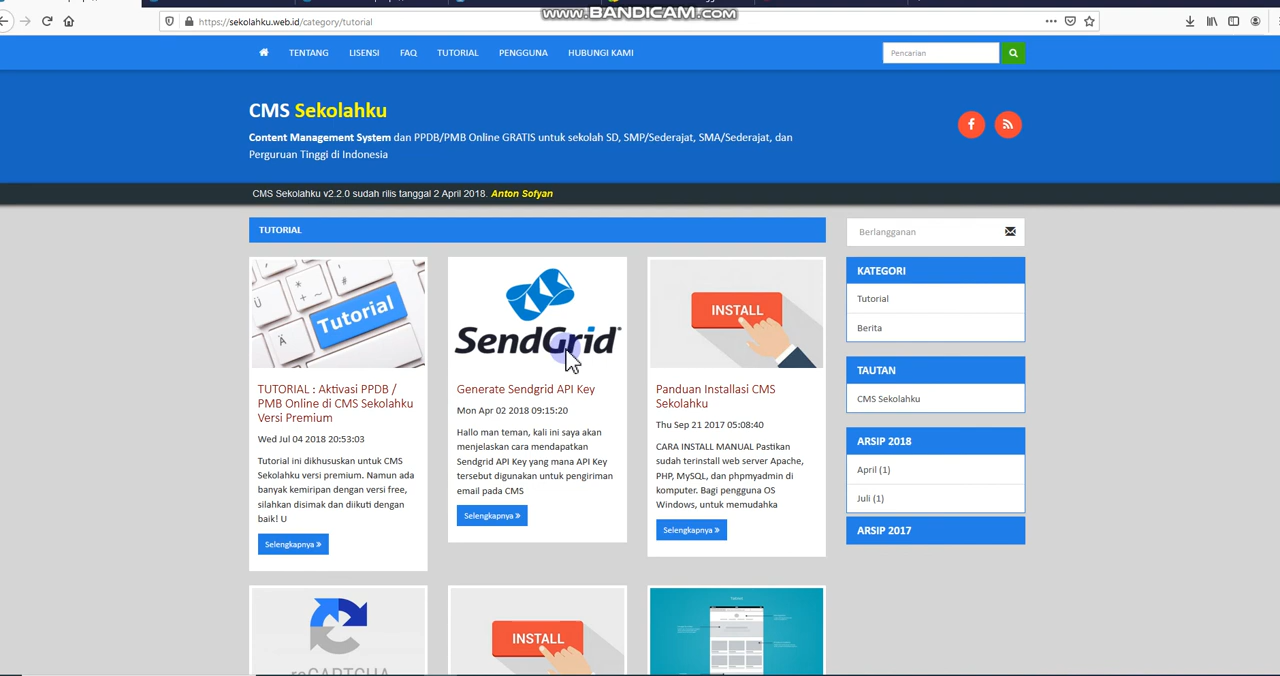 www.BANDICAM.com
https://sekolahku.web.id/category/tutorial
TENTANG
LISENSI
FAQ
TUTORIAL
PENGGUNA
HUBUNGI KAMI
Pencarian
CMS Sekolahku
Content Management System dan PPDB/PMB Online GRATIS untuk sekolah SD, SMP/Sederajat, SMA/Sederajat, dan
Perguruan Tinggi di Indonesia
CMS Sekolahku v2.2.0 sudah rilis tanggal 2 April 2018. Anton Sofyan
TUTORIAL
Tutorial
TUTORIAL : Aktivasi PPDB /
PMB Online di CMS Sekolahku
Versi Premium
Wed Jul 04 2018 20:53:03
Tutorial ini dikhususkan untuk CMS
Sekolahku versi premium. Namun ada
banyak kemiripan dengan versi free,
silahkan disimak dan diikuti dengan
baik! U
Selengkapnya »
SendGrid
Generate Sendgrid API Key
Mon Apr 02 2018 09:15:20
Hallo man teman, kali ini saya akan
menjelaskan cara mendapatkan
Sendgrid API Key yang mana API Key
tersebut digunakan untuk pengiriman
email pada CMS
Selengkapnya »
INSTALL
Panduan Installasi CMS
Sekolahku
Thu Sep 21 2017 05:08:40
CARA INSTALL MANUAL Pastikan
sudah terinstall web server Apache,
PHP, MySQL, dan phpmyadmin di
komputer. Bagi pengguna OS
Windows, untuk memudahka
Selengkapnya »
reCAPTCHA
INSTALL
Berlangganan
KATEGORI
Tutorial
Berita
TAUTAN
CMS Sekolahku
ARSIP 2018
April (1)
Juli (1)
ARSIP 2017